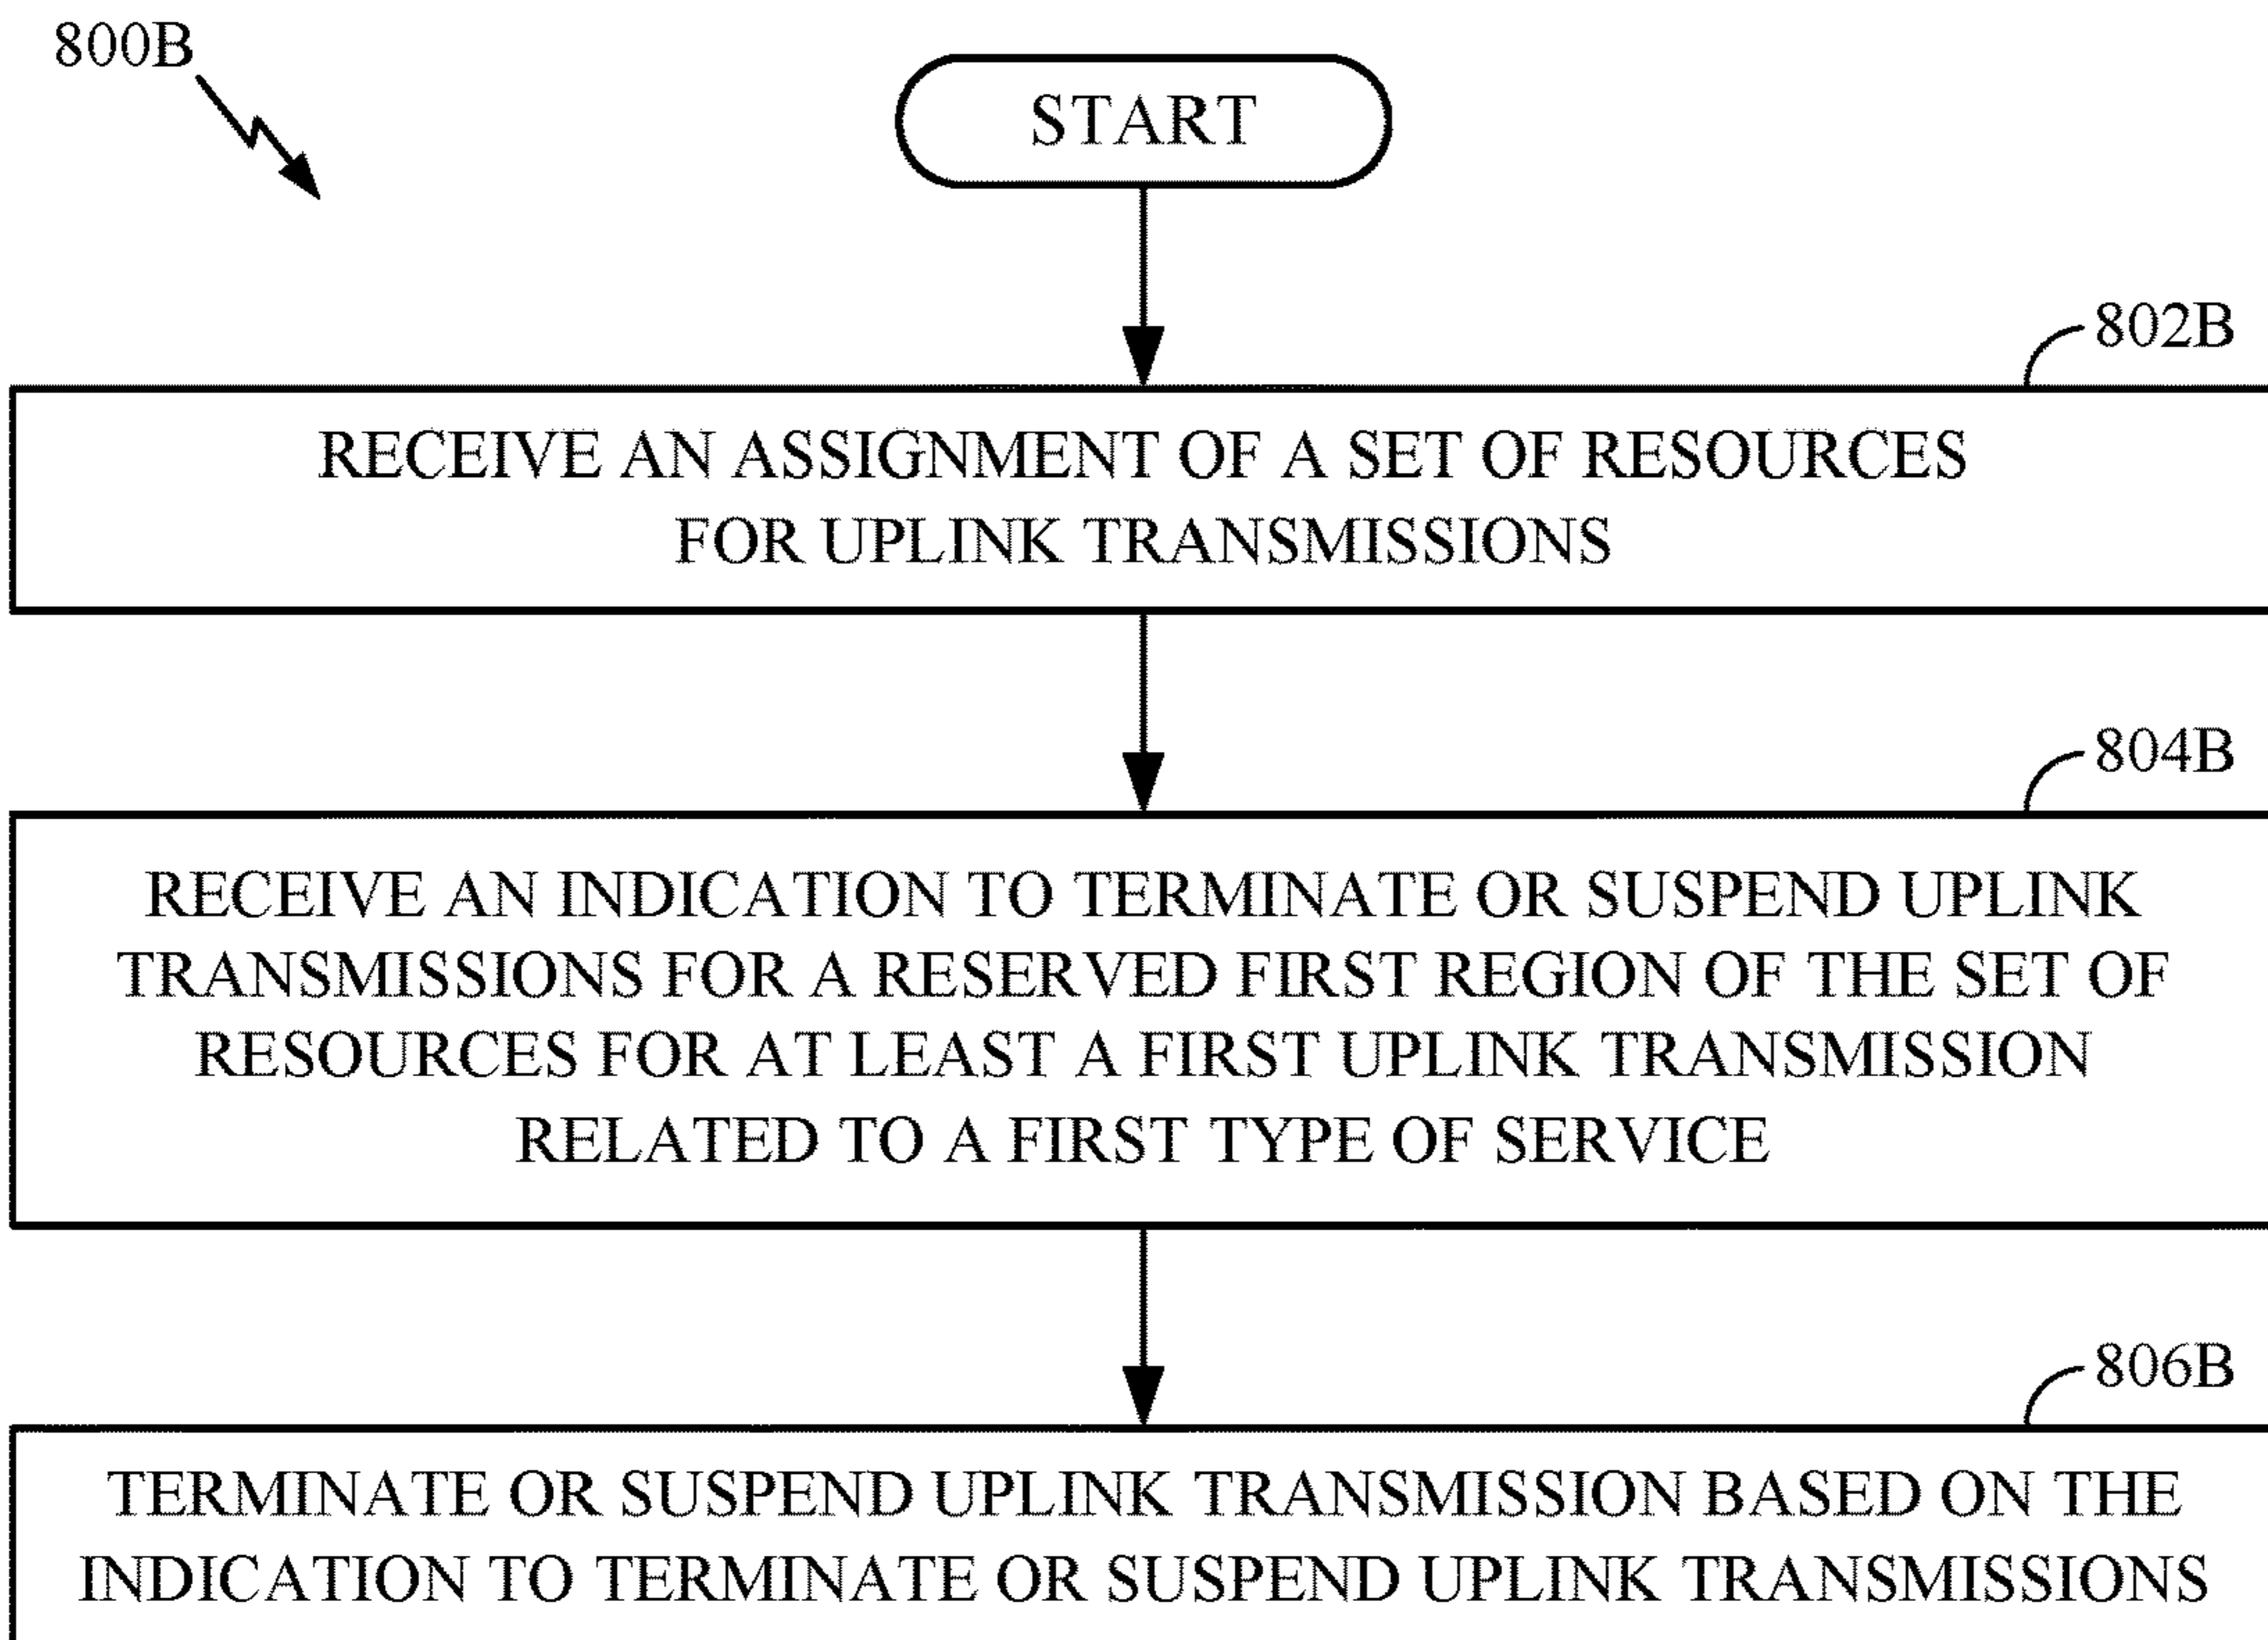 800B
START
802B
RECEIVE AN ASSIGNMENT OF A SET OF RESOURCES
FOR UPLINK TRANSMISSIONS
804B
RECEIVE AN INDICATION TO TERMINATE OR SUSPEND UPLINK
TRANSMISSIONS FOR A RESERVED FIRST REGION OF THE SET OF
RESOURCES FOR AT LEAST A FIRST UPLINK TRANSMISSION
RELATED TO A FIRST TYPE OF SERVICE
806B
TERMINATE OR SUSPEND UPLINK TRANSMISSION BASED ON THE
INDICATION TO TERMINATE OR SUSPEND UPLINK TRANSMISSIONS